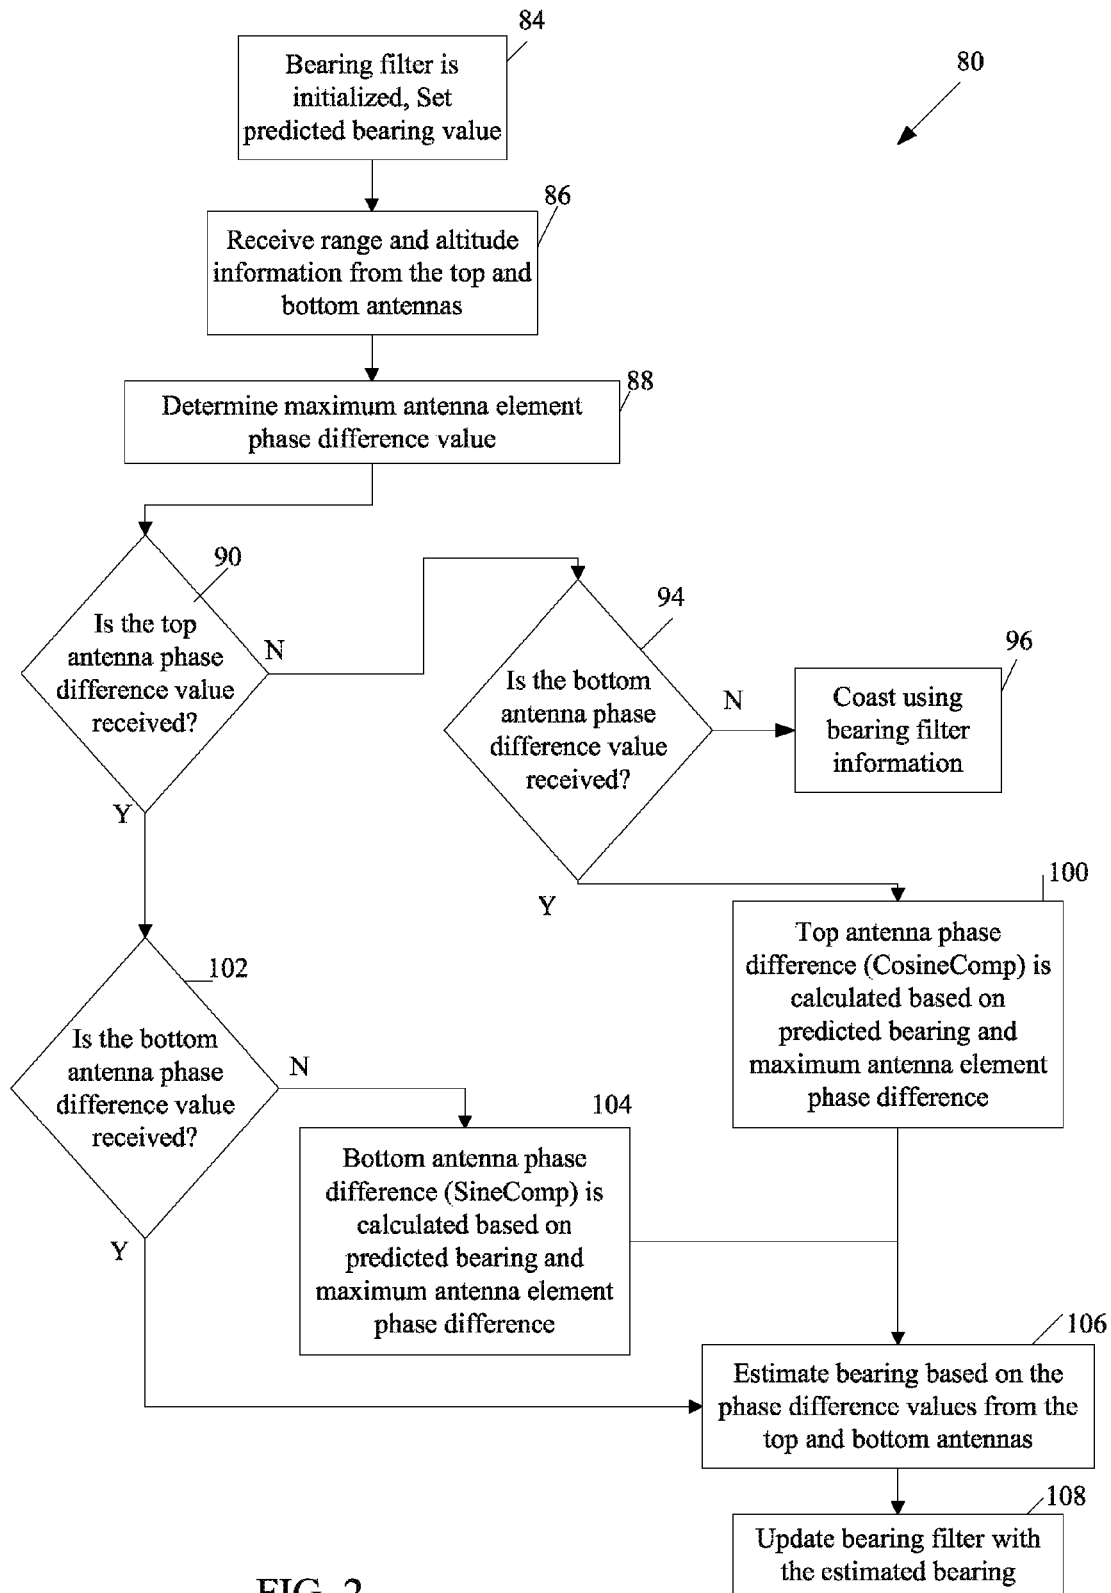 84
Bearing filter is
initialized, Set
predicted bearing value
80
86
Receive range and altitude
information from the top and
bottom antennas
88
Determine maximum antenna element
phase difference value
90
Is the top
antenna phase
difference value
received?
N
Y
94
Is the bottom
antenna phase
difference value
received?
N
Y
96
Coast using
bearing filter
information
100
Top antenna phase
difference (CosineComp) is
calculated based on
predicted bearing and
maximum antenna element
phase difference
102
Is the bottom
antenna phase
difference value
received?
N
Y
104
Bottom antenna phase
difference (SineComp) is
calculated based on
predicted bearing and
maximum antenna element
phase difference
106
Estimate bearing based on the
phase difference values from the
top and bottom antennas
108
Update bearing filter with
the estimated bearing
FIG. 2